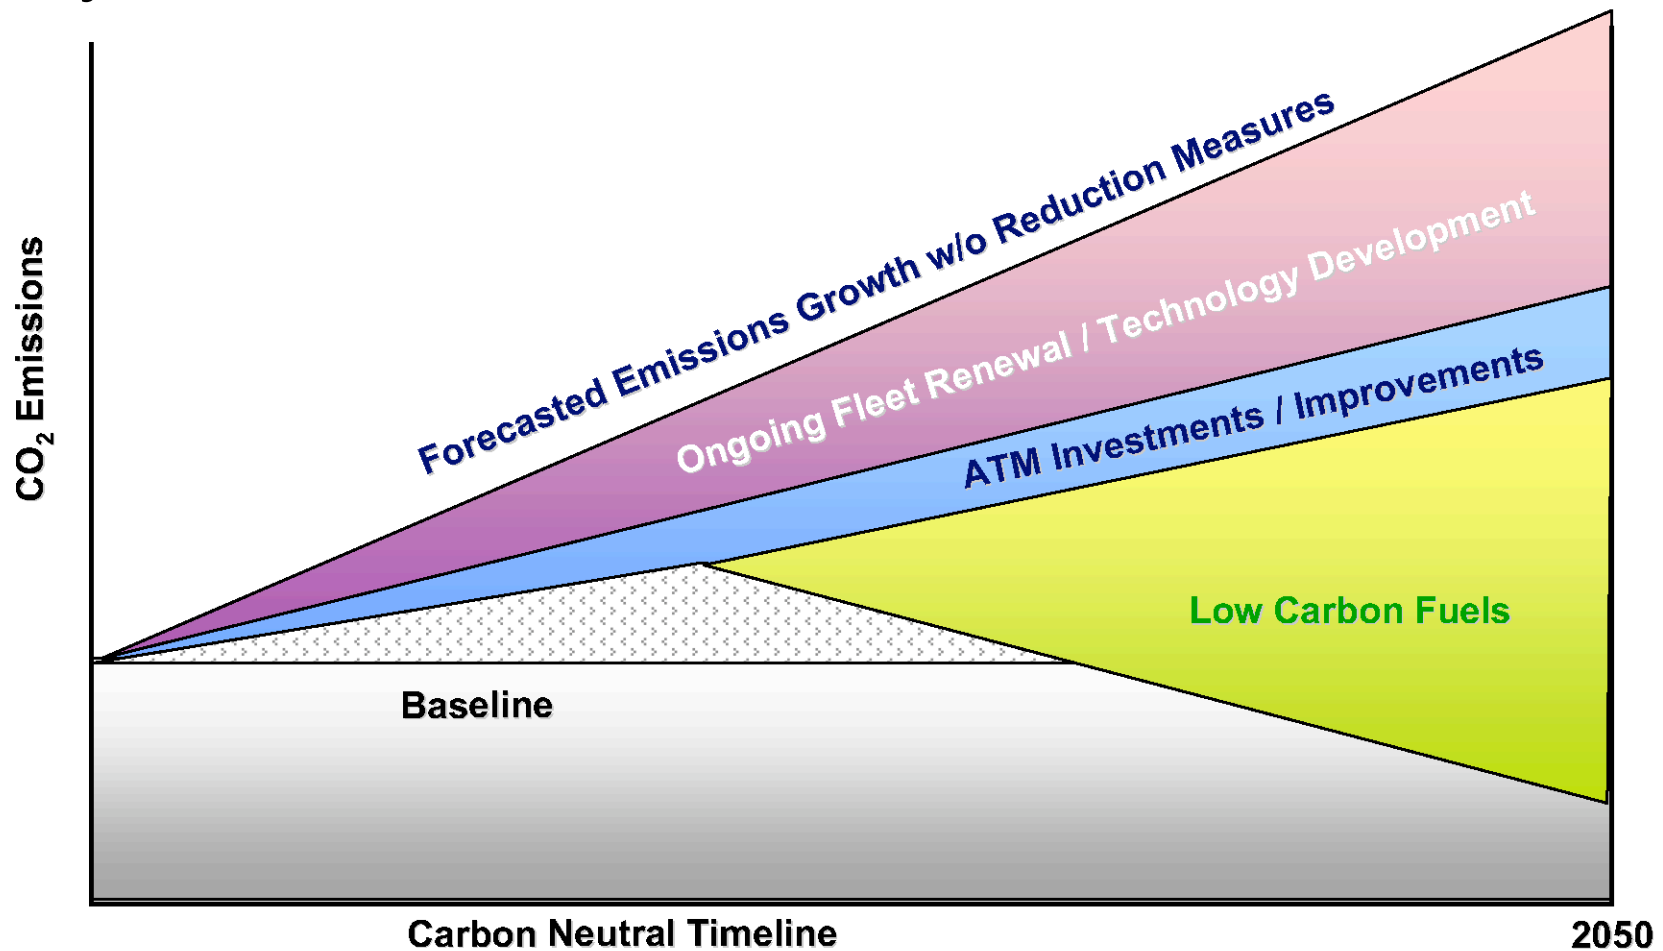 Forecasted Emissions Growth w/o Reduction Measures
Ongoing Fleet Renewal / Technology Development
ATM Investments / Improvements
CO₂ Emissions
Low Carbon Fuels
Baseline
Carbon Neutral Timeline
2050